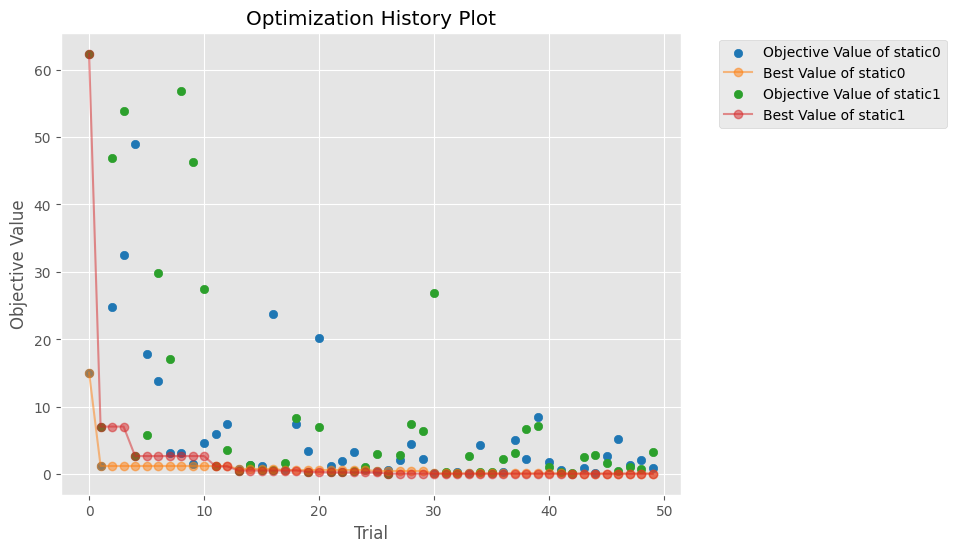 Optimization History Plot
Objective Value
60
50
40
30
20
10
0
0
10
20
30
40
50
Trial
Objective Value of static0
Best Value of static0
Objective Value of static1
Best Value of static1